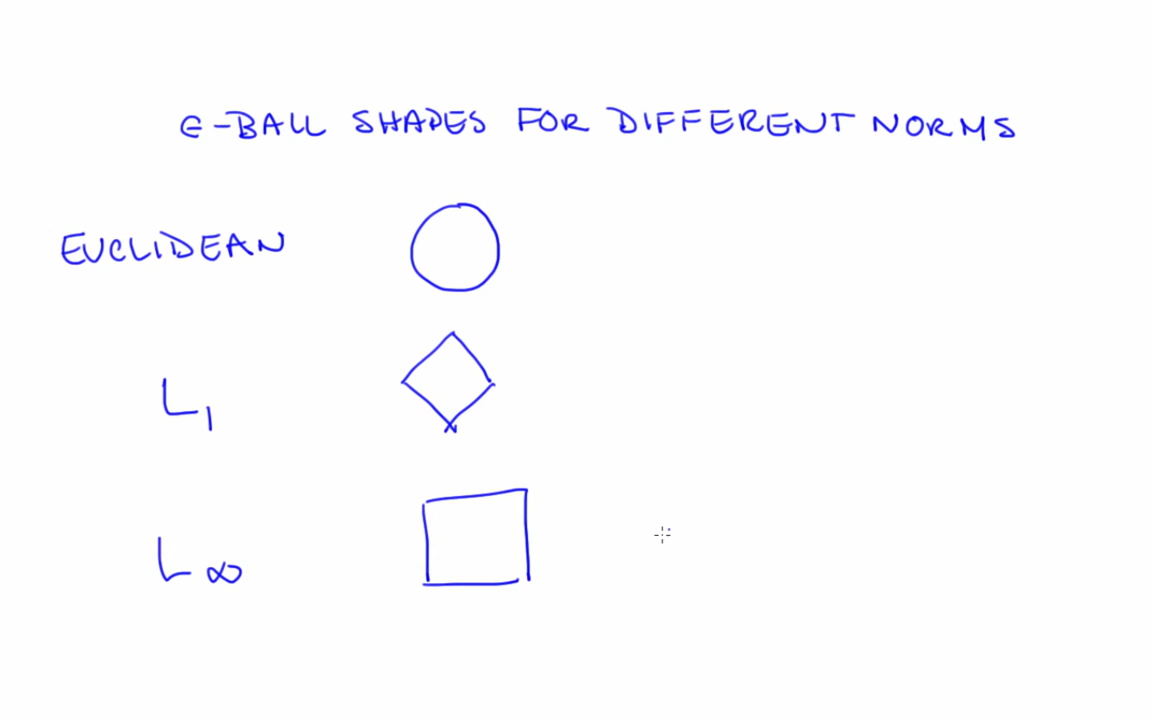 ϵ-BALL SHAPES FOR DIFFERENT NORMS
EUCLIDEAN
L₁
L∞